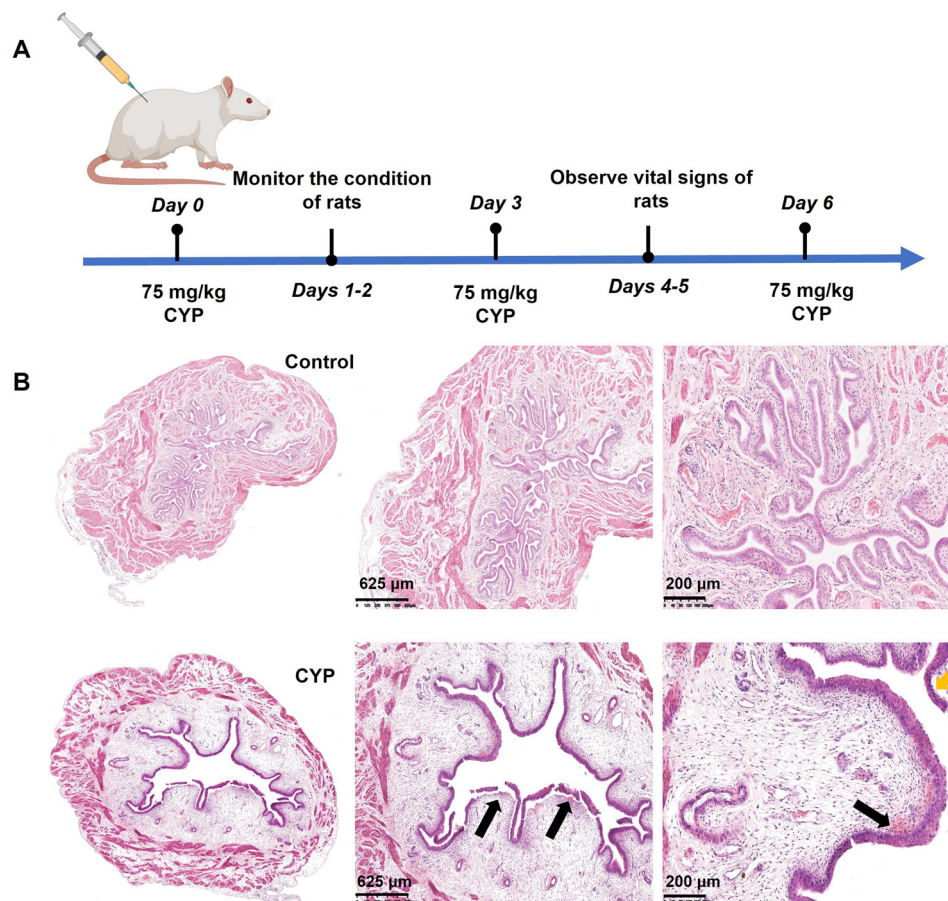 A
Monitor the condition
of rats
Observe vital signs of
rats
Day 0
Day 3
Day 6
75 mg/kg
CYP
Days 1-2
75 mg/kg
CYP
Days 4-5
75 mg/kg
CYP
B
Control
625 µm
200 µm
CYP
625 µm
200 µm